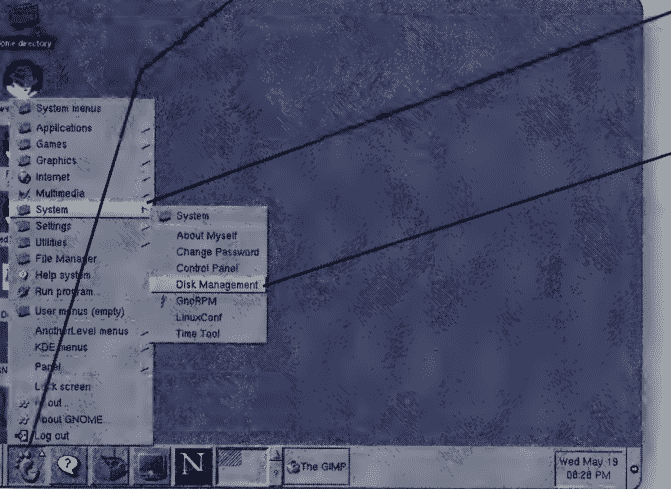 ome directory
System menus
Applications
Games
Graphics
Internet
Multimedia
System
Settings
Utilities
File Manager
Help system
Run program...
User menus (empty)
AnotherLevel menus
KDE menus
Panel
Lock screen
out...
About GNOME...
Log out
System
About Myself
Change Password
Control Panel
Disk Management
GnoRPM
LinuxConf
Time Tool
?
N
The GIMP
Wed May 19
08:28 PM